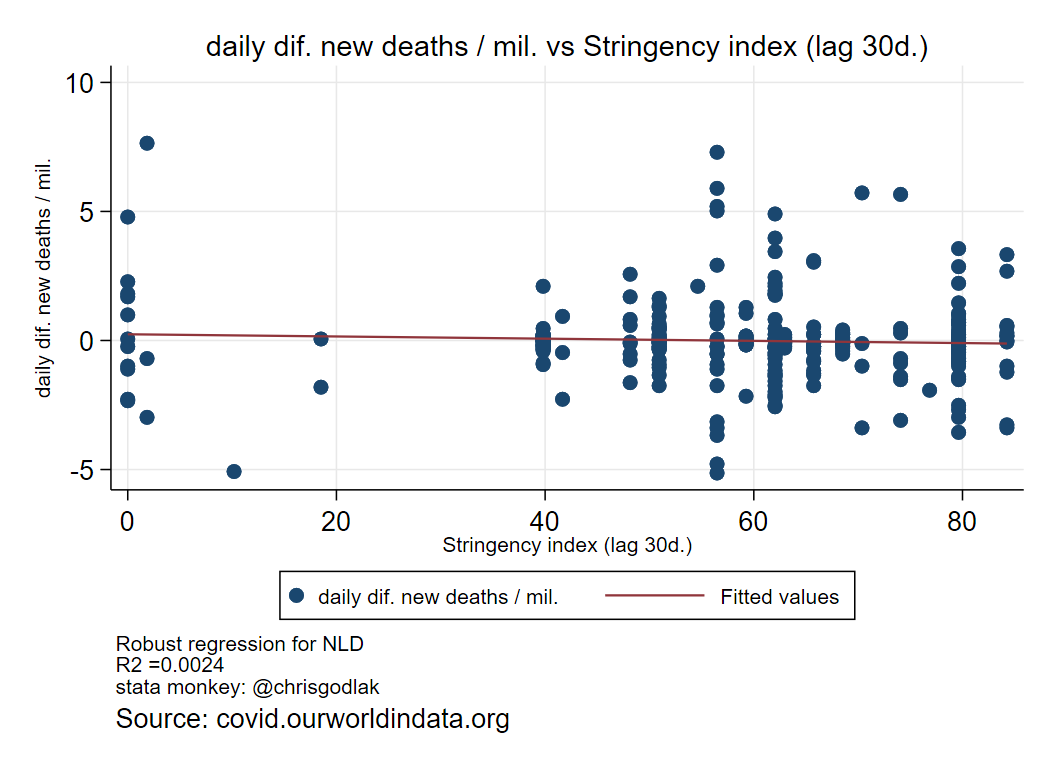 daily dif. new deaths / mil. vs Stringency index (lag 30d.)
daily dif. new deaths / mil.
10
5
0
-5
0 20 40 60 80
Stringency index (lag 30d.)
daily dif. new deaths / mil. Fitted values
Robust regression for NLD
R2 =0.0024
stata monkey: @chrisgodlak
Source: covid.ourworldindata.org